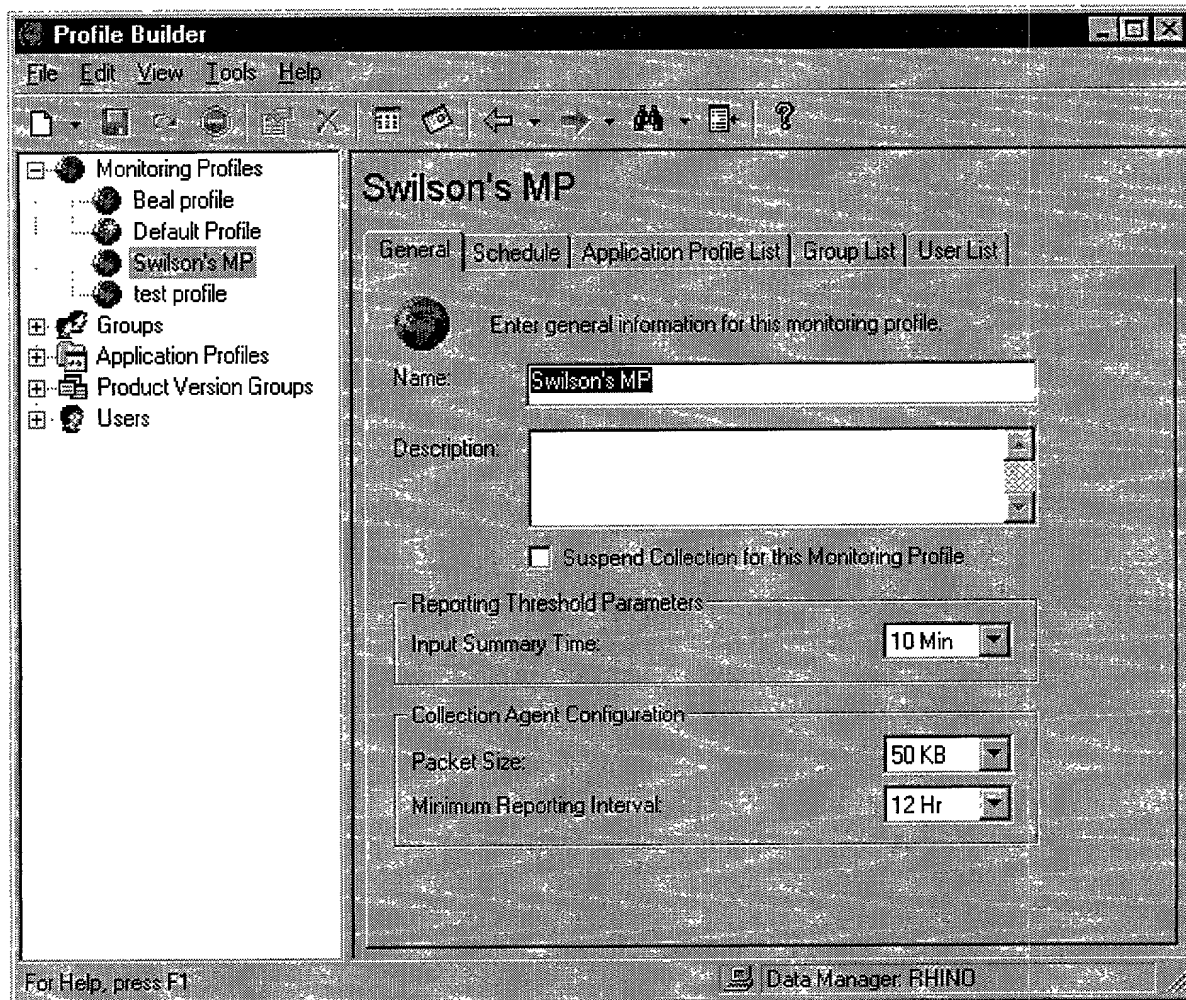 Profile Builder
File Edit View Tools Help
Monitoring Profiles
Beal profile
Default Profile
Swilson's MP
test profile
Groups
Application Profiles
Product Version Groups
Users
Swilson's MP
General Schedule Application Profile List Group List User List
Enter general information for this monitoring profile.
Name: Swilson's MP
Description:
Suspend Collection for this Monitoring Profile
Reporting Threshold Parameters
Input Summary Time: 10 Min
Collection Agent Configuration
Packet Size: 50 KB
Minimum Reporting Interval: 12 Hr
For Help, press F1
Data Manager: RHINO